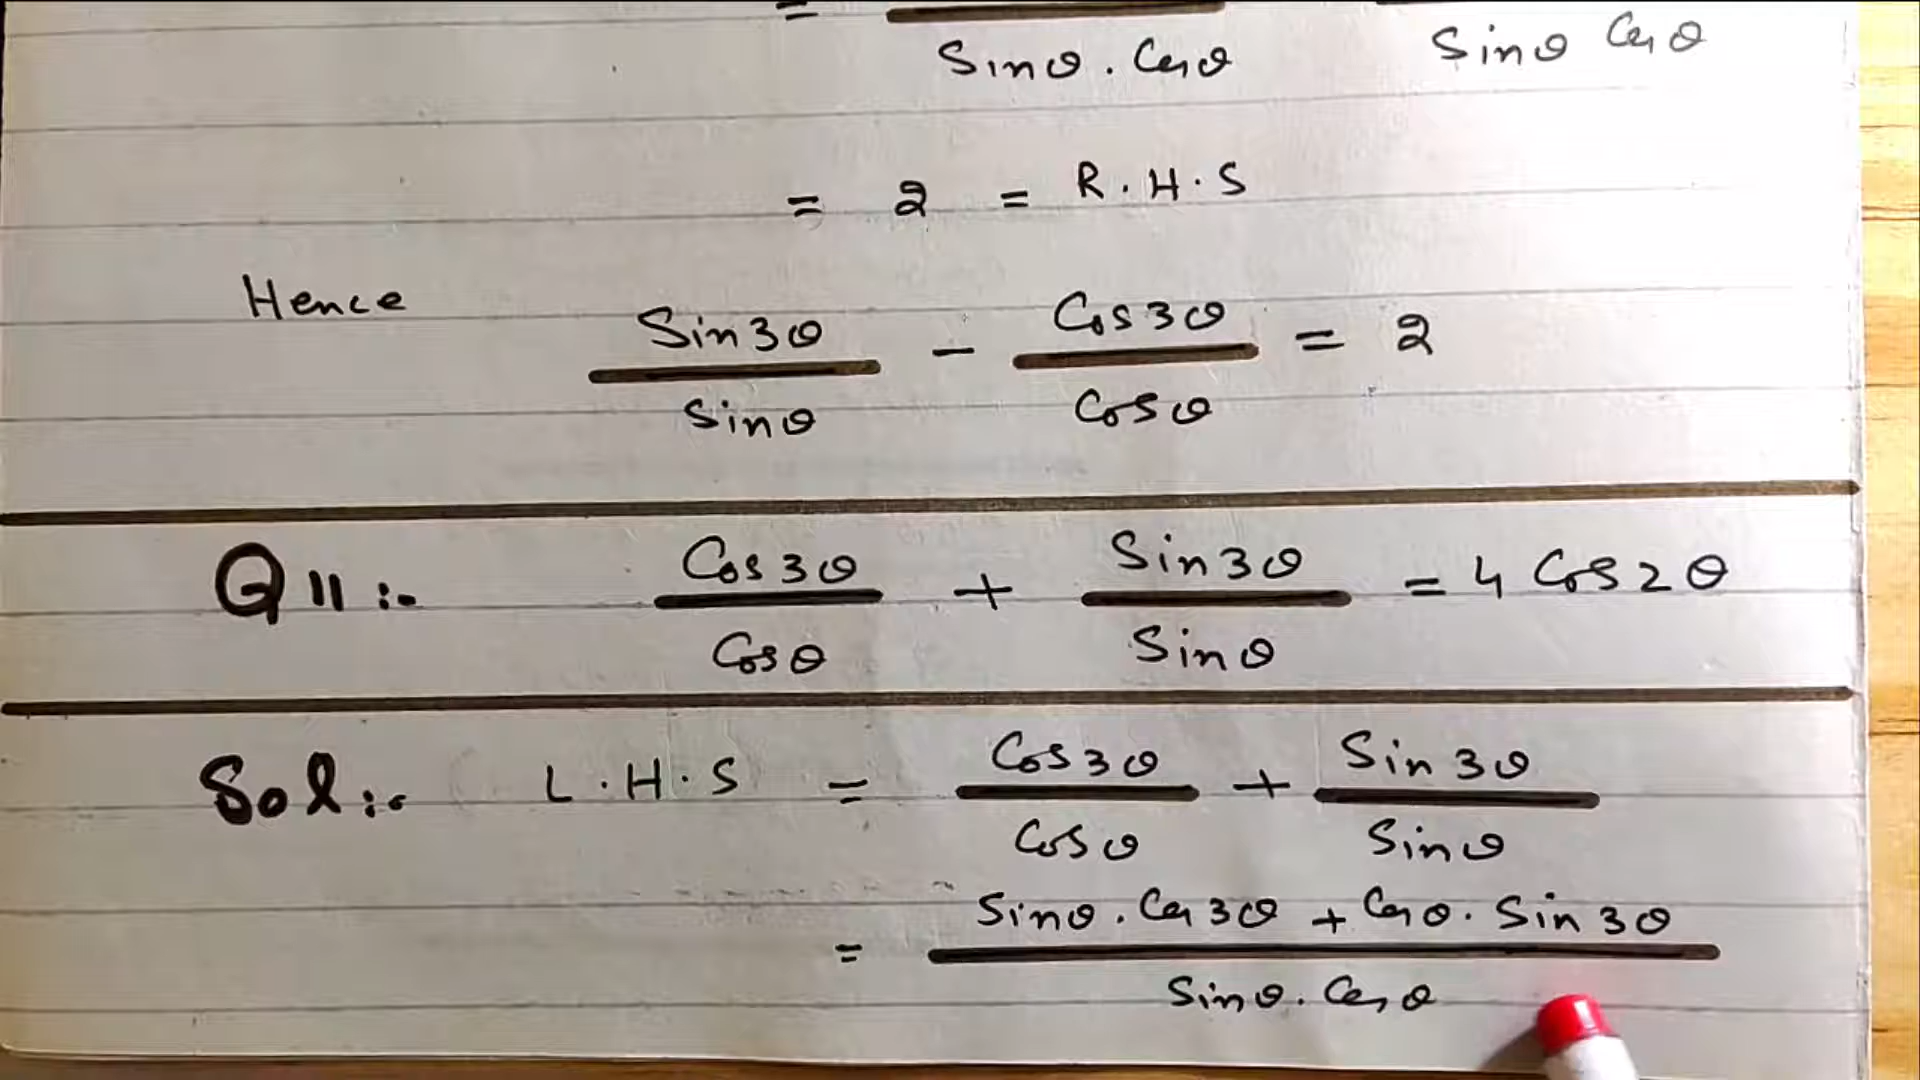 = Sinθ . Cosθ Sinθ Cosθ
= 2 = R.H.S
Hence Sin3θ / Sinθ - Cos3θ / Cosθ = 2
Q11:- Cos3θ / Cosθ + Sin3θ / Sinθ = 4 Cos2θ
Sol:- L.H.S = Cos3θ / Cosθ + Sin3θ / Sinθ
= Sinθ . Cos3θ + Cosθ . Sin3θ / Sinθ . Cosθ